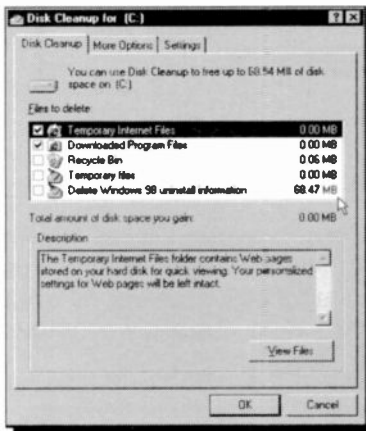 Disk Cleanup for (C:)
Disk Cleanup More Options Settings
You can use Disk Cleanup to free up to 68.54 MB of disk
space on (C:)
Files to delete:
Temporary Internet Files 0.00 MB
Downloaded Program Files 0.00 MB
Recycle Bin 0.06 MB
Temporary files 0.00 MB
Delete Windows 98 uninstall information 68.47 MB
Total amount of disk space you gain: 0.00 MB
Description
The Temporary Internet Files folder contains Web pages
stored on your hard disk for quick viewing. Your personalized
settings for Web pages will be left intact.
View Files
OK Cancel